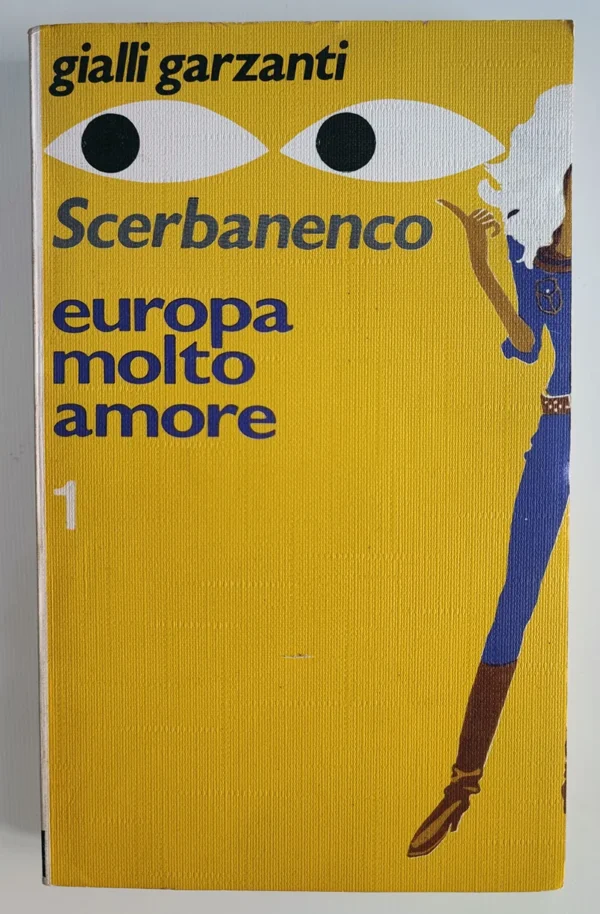 gialli garzanti
Scerbanenco
europa
molto
amore
1